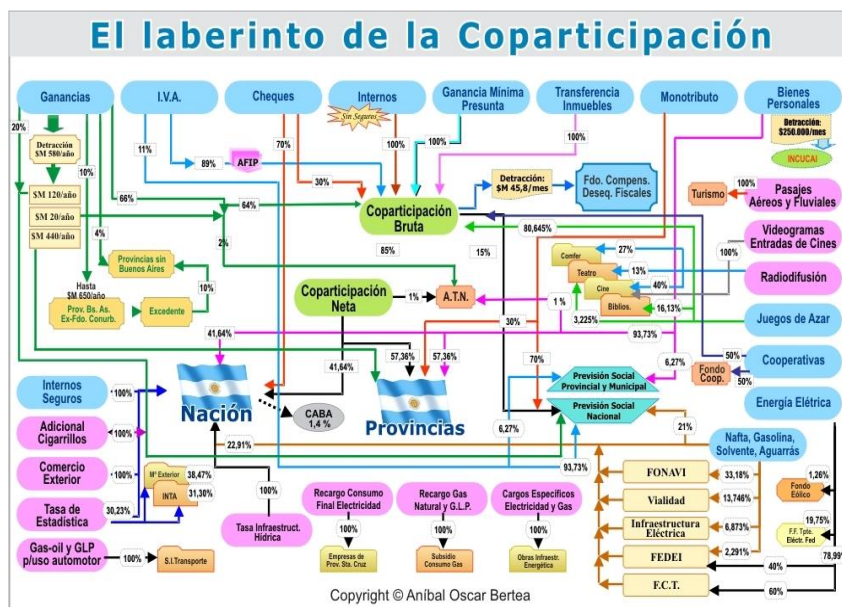 El laberinto de la Coparticipación
Ganancias
I.V.A.
Cheques
Internos
Ganancia Mínima
Presunta
Transferencia
Inmuebles
Monotributo
Bienes
Personales
Sin Seguros
Detracción:
$250.000/mes
INCUCAI
20%
Detracción
$M 580/año
10%
11%
89%
AFIP
70%
100%
100%
100%
30%
Detracción:
$M 45,8/mes
Fdo. Compens.
Deseq. Fiscales
Turismo
100%
Pasajes
Aéreos y Fluviales
$M 120/año
$M 20/año
$M 440/año
66%
64%
4%
2%
Coparticipación
Bruta
80,645%
85%
15%
Videogramas
Entradas de Cines
100%
Comfer
27%
Teatro
13%
Cine
40%
Biblios.
16,13%
3,225%
Radiodifusión
Juegos de Azar
Provincias sin
Buenos Aires
10%
Hasta
$M 650/año
Prov. Bs. As.
Ex-Fdo. Conurb.
Excedente
Coparticipación
Neta
1%
A.T.N.
1 %
93,73%
30%
41,64%
41,64%
57,36%
57,36%
70%
6,27%
50%
Fondo
Coop.
50%
Cooperativas
Energía Elétrica
Internos
Seguros
100%
Nación
CABA
1,4 %
Provincias
Previsión Social
Provincial y Municipal
Previsión Social
Nacional
6,27%
93,73%
21%
22,91%
Adicional
Cigarrillos
100%
Comercio
Exterior
100%
Mº Exterior
38,47%
INTA
31,30%
Tasa de
Estadística
30,23%
100%
Tasa Infraestruct.
Hídrica
Gas-oil y GLP
p/uso automotor
100%
S.I.Transporte
Recargo Consumo
Final Electricidad
100%
Empresas de
Prov. Sta. Cruz
Recargo Gas
Natural y G.L.P.
100%
Subsidio
Consumo Gas
Cargos Específicos
Electricidad y Gas
100%
Obras Infraestr.
Energética
Nafta, Gasolina,
Solvente, Aguarrás
FONAVI
33,18%
Vialidad
13,746%
Infraestructura
Eléctrica
6,873%
FEDEI
2,291%
F.C.T.
40%
60%
1,26%
Fondo
Eólico
19,75%
F.F. Tpte.
Eléctr. Fed
78,99%
Copyright © Aníbal Oscar Bertea